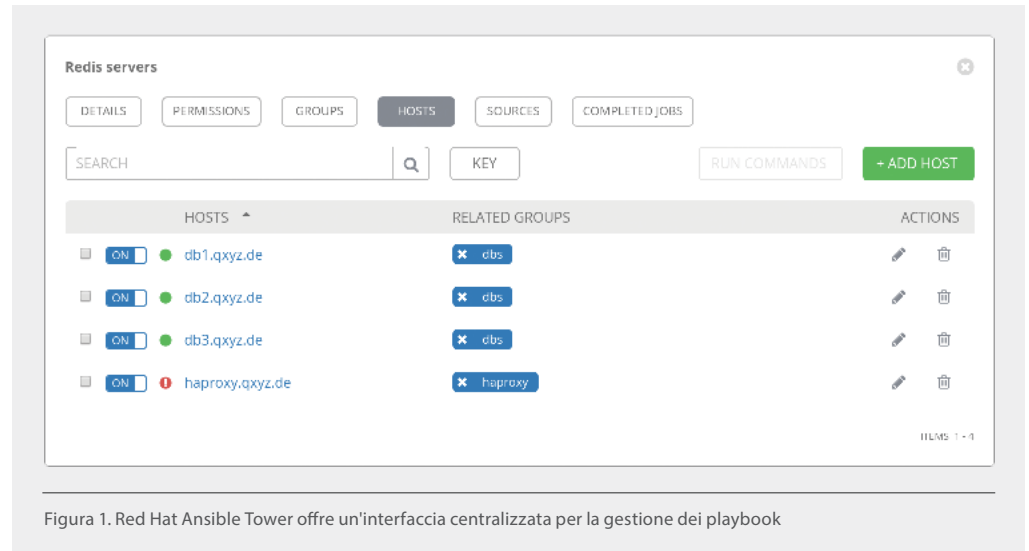 Redis servers
DETAILS PERMISSIONS GROUPS HOSTS SOURCES COMPLETED JOBS
SEARCH KEY RUN COMMANDS + ADD HOST
HOSTS RELATED GROUPS ACTIONS
ON db1.qxyz.de dbs
ON db2.qxyz.de dbs
ON db3.qxyz.de dbs
ON haproxy.qxyz.de haproxy
ITEMS 1 - 4
Figura 1. Red Hat Ansible Tower offre un'interfaccia centralizzata per la gestione dei playbook